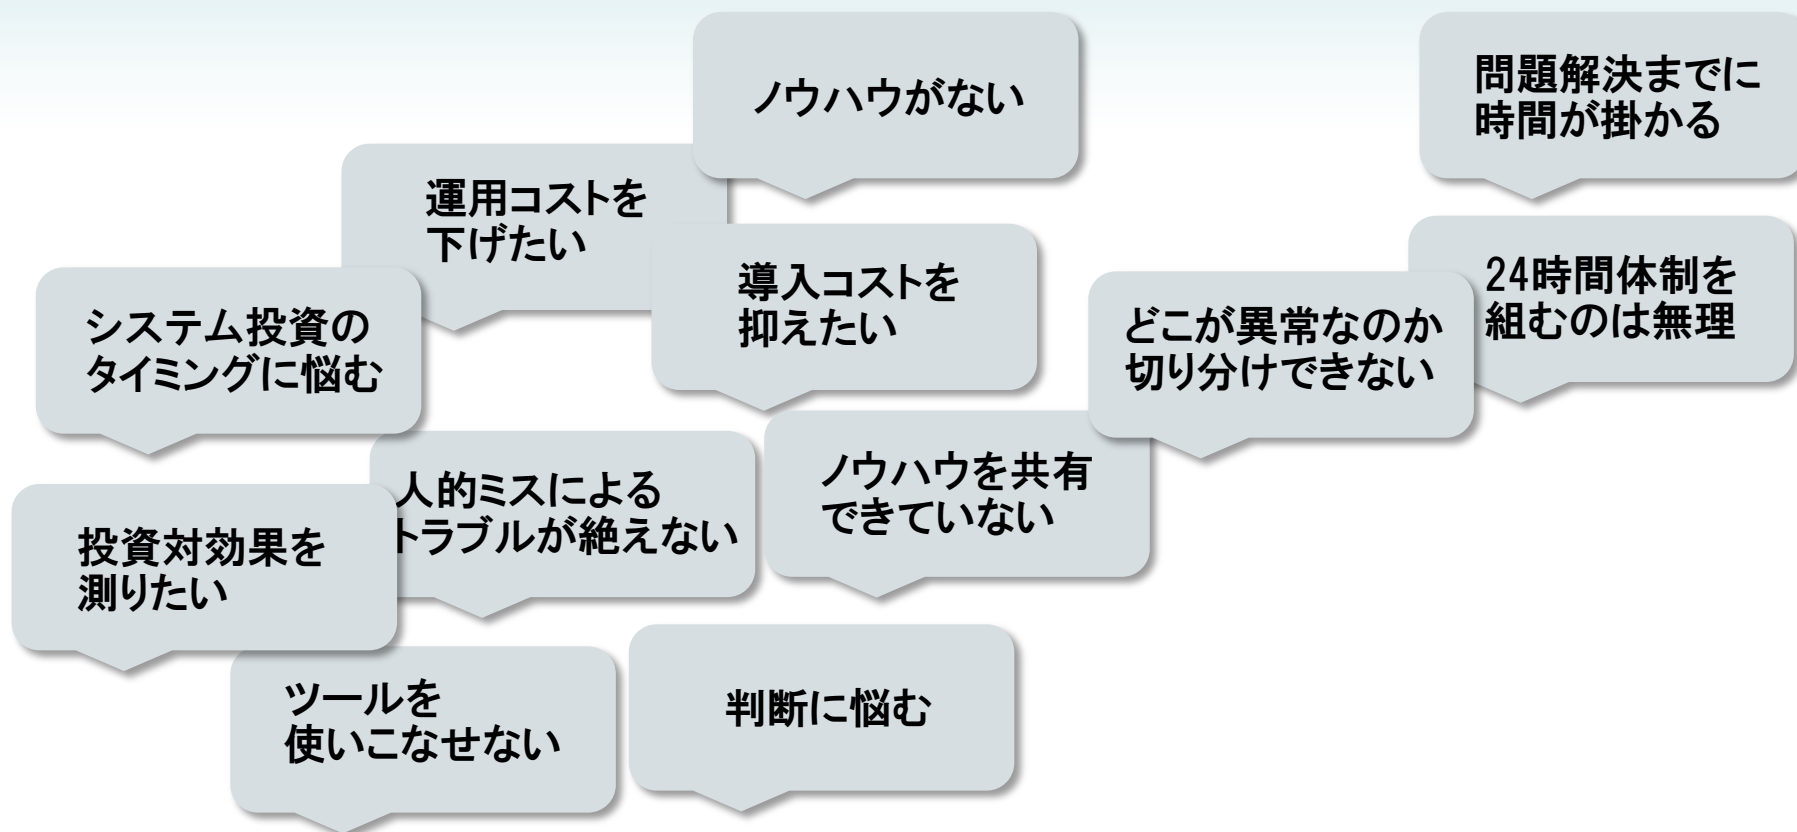 ノウハウがない
問題解決までに
時間が掛かる
運用コストを
下げたい
導入コストを
抑えたい
24時間体制を
組むのは無理
システム投資の
タイミングに悩む
どこが異常なのか
切り分けできない
人的ミスによる
トラブルが絶えない
ノウハウを共有
できていない
投資対効果を
測りたい
ツールを
使いこなせない
判断に悩む